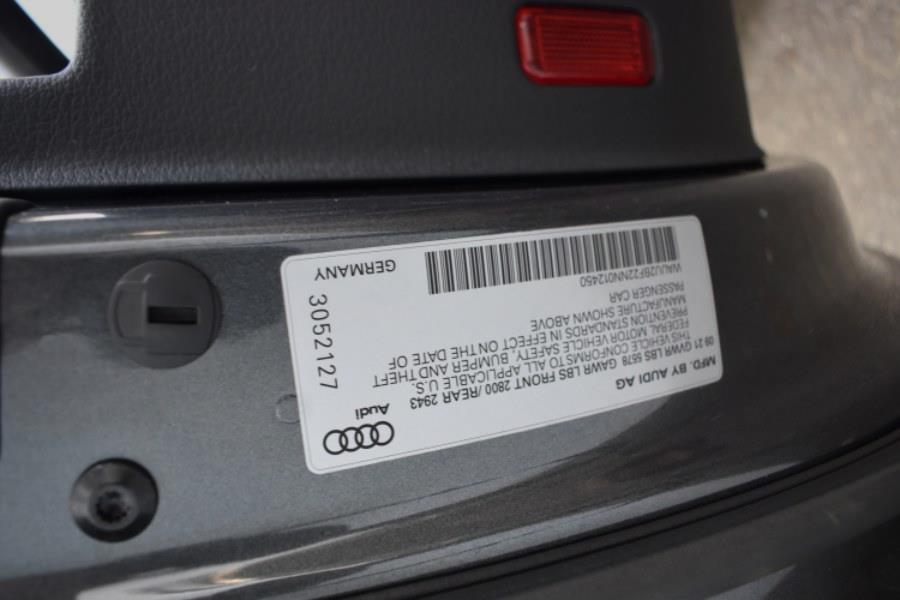 MFD. BY AUDI AG
09 21 GVWR LBS 5578 GAWR LBS FRONT 2800 /REAR 2943
THIS VEHICLE CONFORMS TO ALL APPLICABLE U.S.
FEDERAL MOTOR VEHICLE SAFETY, BUMPER AND THEFT
PREVENTION STANDARDS IN EFFECT ON THE DATE OF
MANUFACTURE SHOWN ABOVE
PASSENGER CAR
WAUU2BF22NN012450
Audi
3052127
GERMANY